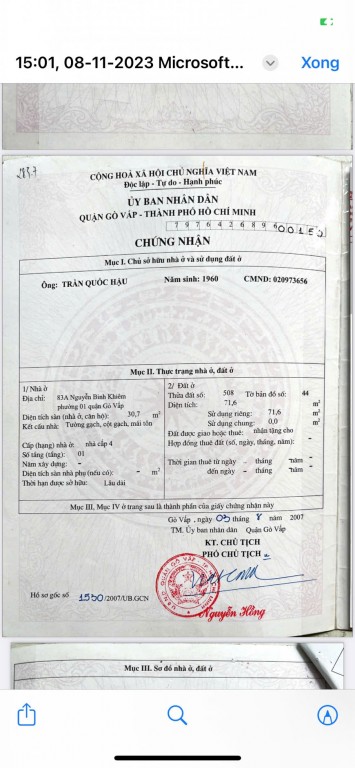 15:01, 08-11-2023 Microsoft...
Xong
CỘNG HOÀ XÃ HỘI CHỦ NGHĨA VIỆT NAM
Độc lập - Tự do - Hạnh phúc
ỦY BAN NHÂN DÂN
QUẬN GÒ VẤP - THÀNH PHỐ HỒ CHÍ MINH
CHỨNG NHẬN
Mục I. Chủ sở hữu nhà ở và sử dụng đất ở
Ông: TRẦN QUỐC HẬU Năm sinh: 1960 CMND: 020973656
Mục II. Thực trạng nhà ở, đất ở
1/ Nhà ở
Địa chỉ: 83A Nguyễn Bỉnh Khiêm
phường 01 quận Gò Vấp
Diện tích sàn (nhà ở, căn hộ): 30,7 m²
Kết cấu nhà: Tường gạch, cột gạch, mái tôn
Cấp (hạng) nhà ở: nhà cấp 4
Số tầng (tầng): 01
Năm xây dựng: -
Diện tích sàn nhà phụ (nếu có): - m²
Thời hạn được sở hữu: Lâu dài
2/ Đất ở
Thửa đất số: 508 Tờ bản đồ số: 44
Diện tích: 71,6 m²
Sử dụng riêng: 71,6 m²
Sử dụng chung: 0,0 m²
Đất được giao hoặc thuê: nhận tặng cho
Hợp đồng thuê đất (số, ngày, tháng, năm): -
Thời gian thuê từ ngày - tháng năm -
đến ngày - tháng năm -
Mục III, Mục IV ở trang sau là thành phần của giấy chứng nhận này
Gò Vấp, ngày 03 tháng 8 năm 2007
TM. Ủy ban nhân dân Quận Gò Vấp
KT. CHỦ TỊCH
PHÓ CHỦ TỊCH
Hồ sơ gốc số 1550/2007/UB.GCN
Nguyễn Hồng
Mục III. Sơ đồ nhà ở, đất ở